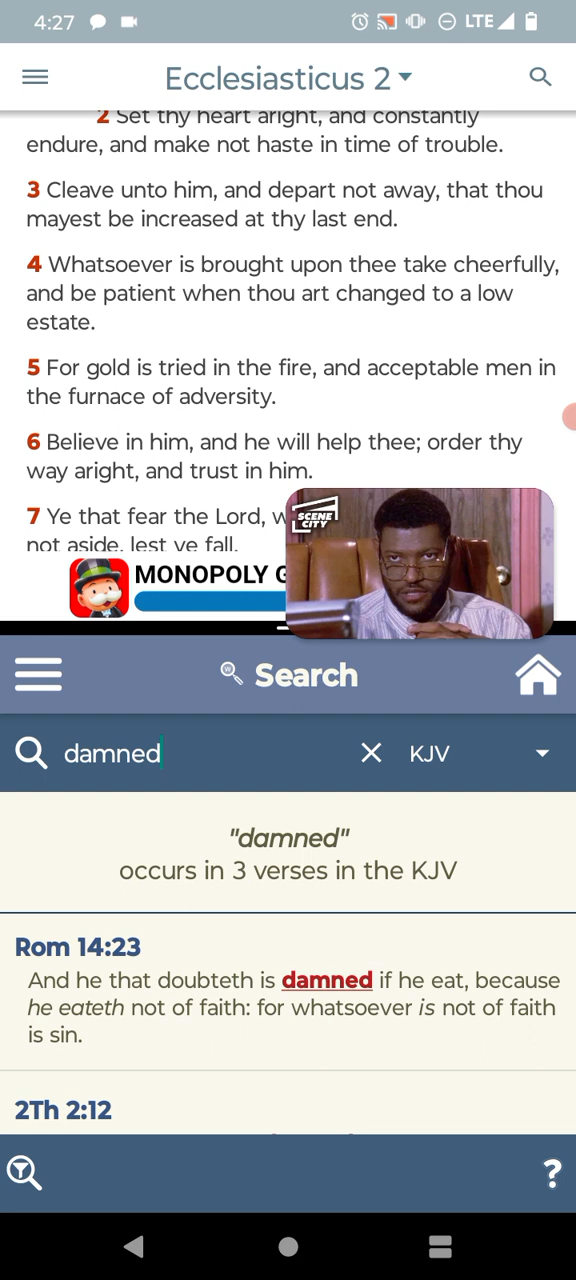 4:27
LTE
Ecclesiasticus 2
2 Set thy heart aright, and constantly
endure, and make not haste in time of trouble.
3 Cleave unto him, and depart not away, that thou
mayest be increased at thy last end.
4 Whatsoever is brought upon thee take cheerfully,
and be patient when thou art changed to a low
estate.
5 For gold is tried in the fire, and acceptable men in
the furnace of adversity.
6 Believe in him, and he will help thee; order thy
way aright, and trust in him.
7 Ye that fear the Lord,
not aside, lest ye fall.
SCENE
CITY
MONOPOLY G
Search
damned
KJV
"damned"
occurs in 3 verses in the KJV
Rom 14:23
And he that doubteth is damned if he eat, because
he eateth not of faith: for whatsoever is not of faith
is sin.
2Th 2:12
?